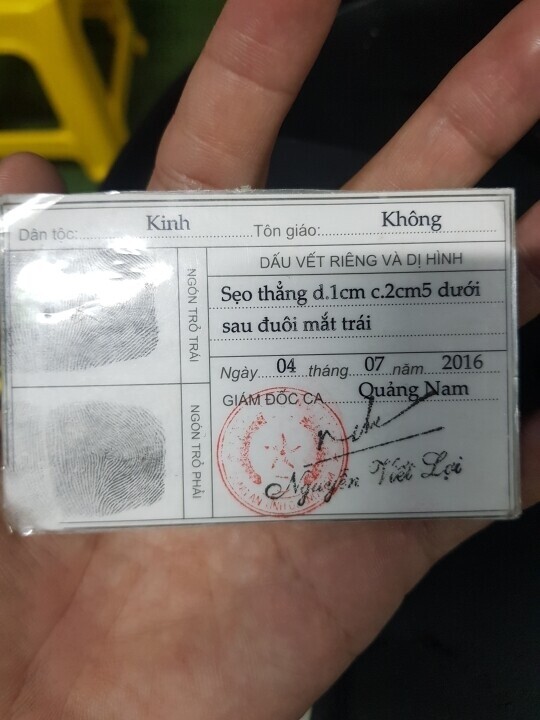 Dân tộc: Kinh Tôn giáo: Không
NGÓN TRỎ TRÁI
DẤU VẾT RIÊNG VÀ DỊ HÌNH
Sẹo thẳng d.1cm c.2cm5 dưới
sau đuôi mắt trái
Ngày 04 tháng 07 năm 2016
GIÁM ĐỐC CA Quảng Nam
NGÓN TRỎ PHẢI
Nguyễn Viết Lợi